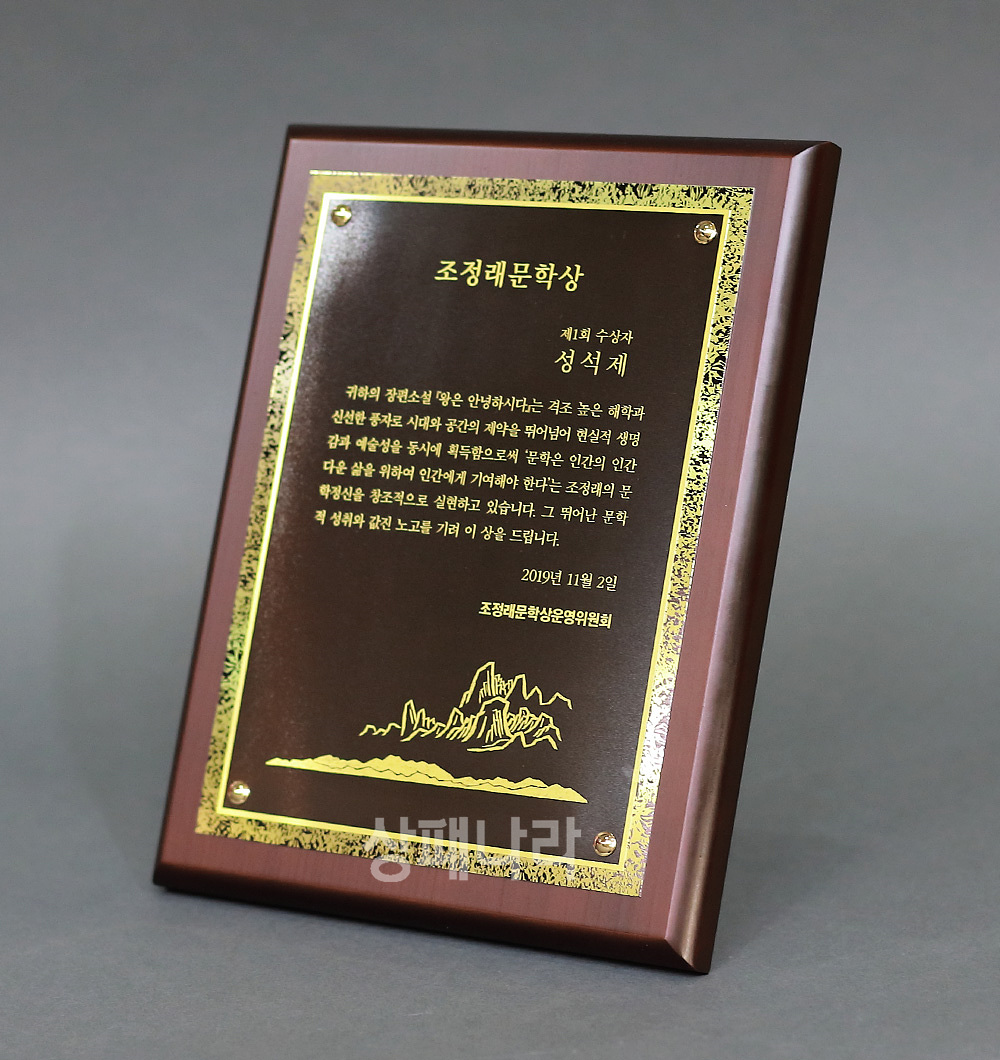 조정래문학상
제1회 수상자
성석제
귀하의 장편소설 『왕은 안녕하시다』는 격조 높은 해학과
신선한 풍자로 시대와 공간의 제약을 뛰어넘어 현실적 생명
감과 예술성을 동시에 획득함으로써 '문학은 인간의 인간
다운 삶을 위하여 인간에게 기여해야 한다'는 조정래의 문
학정신을 창조적으로 실현하고 있습니다. 그 뛰어난 문학
적 성취와 값진 노고를 기려 이 상을 드립니다.
2019년 11월 2일
조정래문학상운영위원회
상패나라